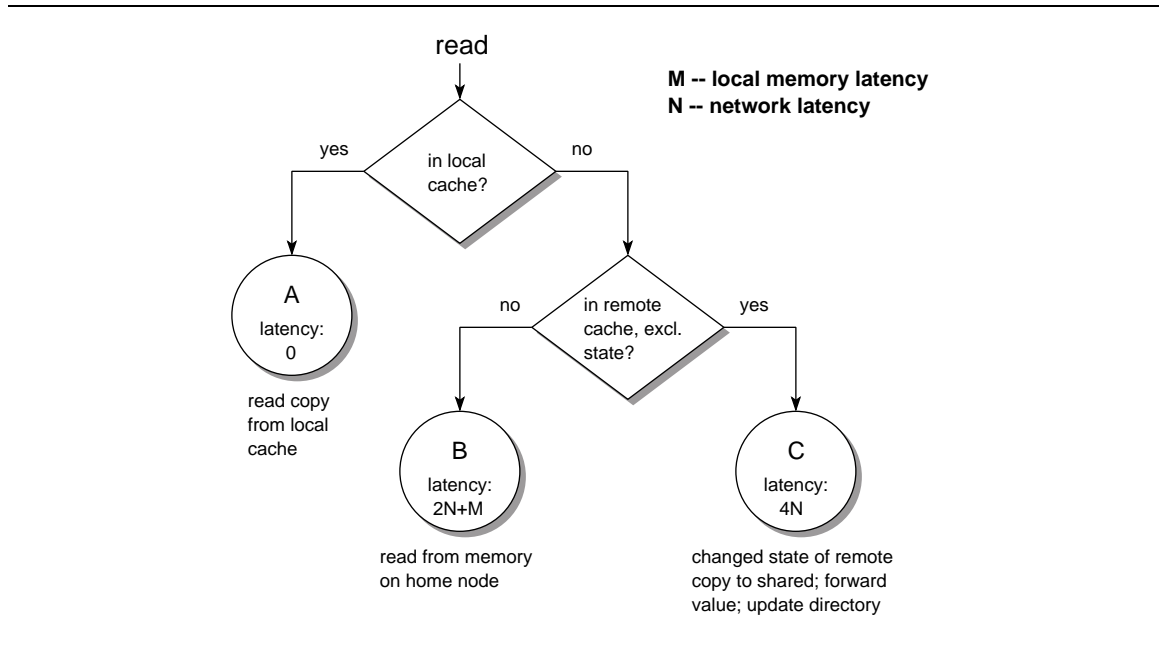 read
M -- local memory latency
N -- network latency
yes
no
in local
cache?
A
latency:
0
read copy
from local
cache
no
yes
in remote
cache, excl.
state?
B
latency:
2N+M
read from memory
on home node
C
latency:
4N
changed state of remote
copy to shared; forward
value; update directory